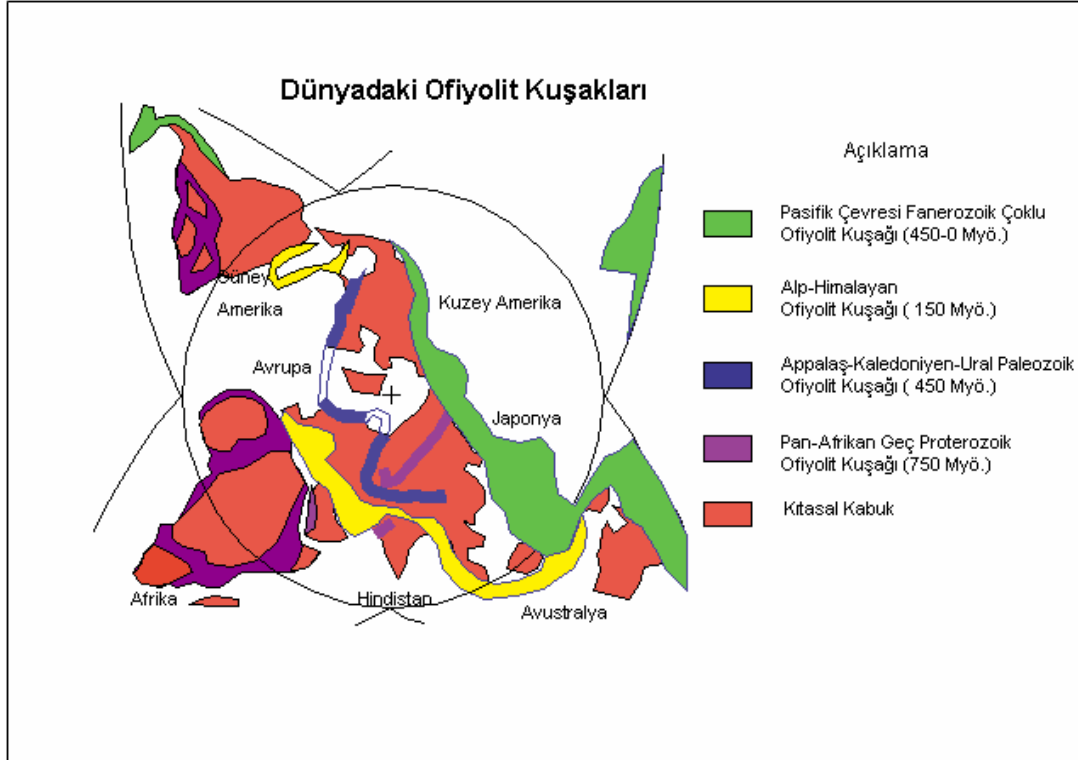 Dünyadaki Ofiyolit Kuşakları
Açıklama
Pasifik Çevresi Fanerozoik Çoklu
Ofiyolit Kuşağı (450-0 Myö.)
Alp-Himalayan
Ofiyolit Kuşağı ( 150 Myö.)
Appalaş-Kaledoniyen-Ural Paleozoik
Ofiyolit Kuşağı ( 450 Myö.)
Pan-Afrikan Geç Proterozoik
Ofiyolit Kuşağı (750 Myö.)
Kıtasal Kabuk
Güney
Amerika
Kuzey Amerika
Avrupa
Japonya
Afrika
Hindistan
Avustralya